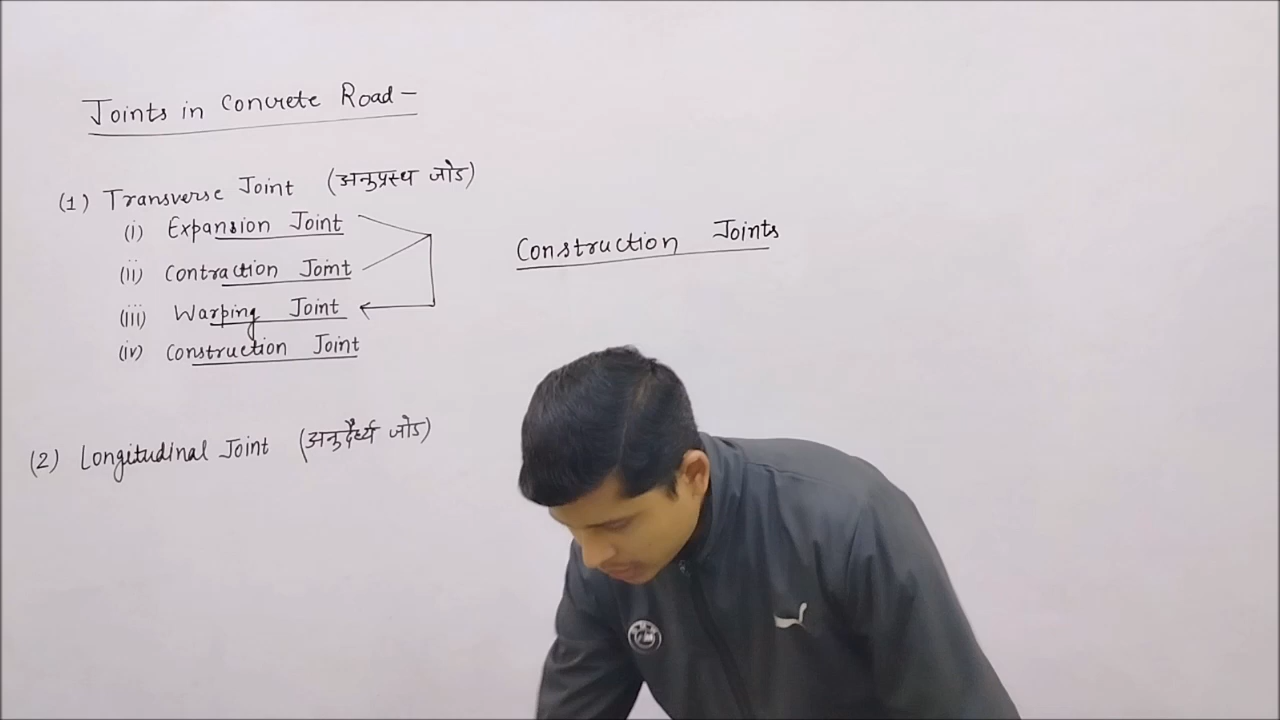 Joints in Concrete Road -
(1) Transverse Joint (अनुप्रस्थ जोड)
(i) Expansion Joint
(ii) Contraction Joint
(iii) Warping Joint
(iv) Construction Joint
Construction Joints
(2) Longitudinal Joint (अनुदैर्ध्य जोड)